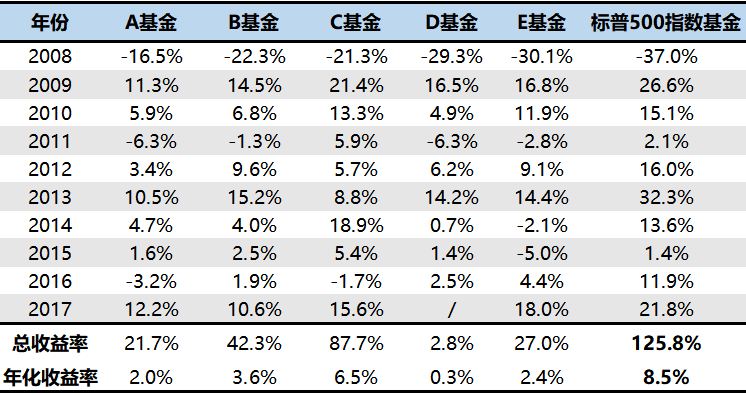 年份 A基金 B基金 C基金 D基金 E基金 标普500指数基金
2008 -16.5% -22.3% -21.3% -29.3% -30.1% -37.0%
2009 11.3% 14.5% 21.4% 16.5% 16.8% 26.6%
2010 5.9% 6.8% 13.3% 4.9% 11.9% 15.1%
2011 -6.3% -1.3% 5.9% -6.3% -2.8% 2.1%
2012 3.4% 9.6% 5.7% 6.2% 9.1% 16.0%
2013 10.5% 15.2% 8.8% 14.2% 14.4% 32.3%
2014 4.7% 4.0% 18.9% 0.7% -2.1% 13.6%
2015 1.6% 2.5% 5.4% 1.4% -5.0% 1.4%
2016 -3.2% 1.9% -1.7% 2.5% 4.4% 11.9%
2017 12.2% 10.6% 15.6% / 18.0% 21.8%
总收益率 21.7% 42.3% 87.7% 2.8% 27.0% 125.8%
年化收益率 2.0% 3.6% 6.5% 0.3% 2.4% 8.5%